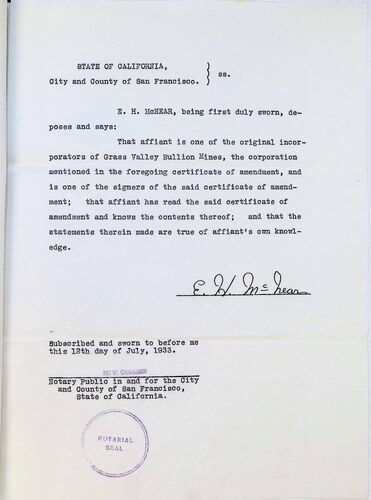 STATE OF CALIFORNIA,
City and County of San Francisco. } ss.
E. H. McNEAR, being first duly sworn, de-
poses and says:
That affiant is one of the original incor-
porators of Grass Valley Bullion Mines, the corporation
mentioned in the foregoing certificate of amendment, and
is one of the signers of the said certificate of amend-
ment; that affiant has read the said certificate of
amendment and knows the contents thereof; and that the
statements therein made are true of affiant's own knowl-
edge.
E. H. McNear
Subscribed and sworn to before me
this 12th day of July, 1933.
Notary Public in and for the City
and County of San Francisco,
State of California.
NOTARIAL
SEAL